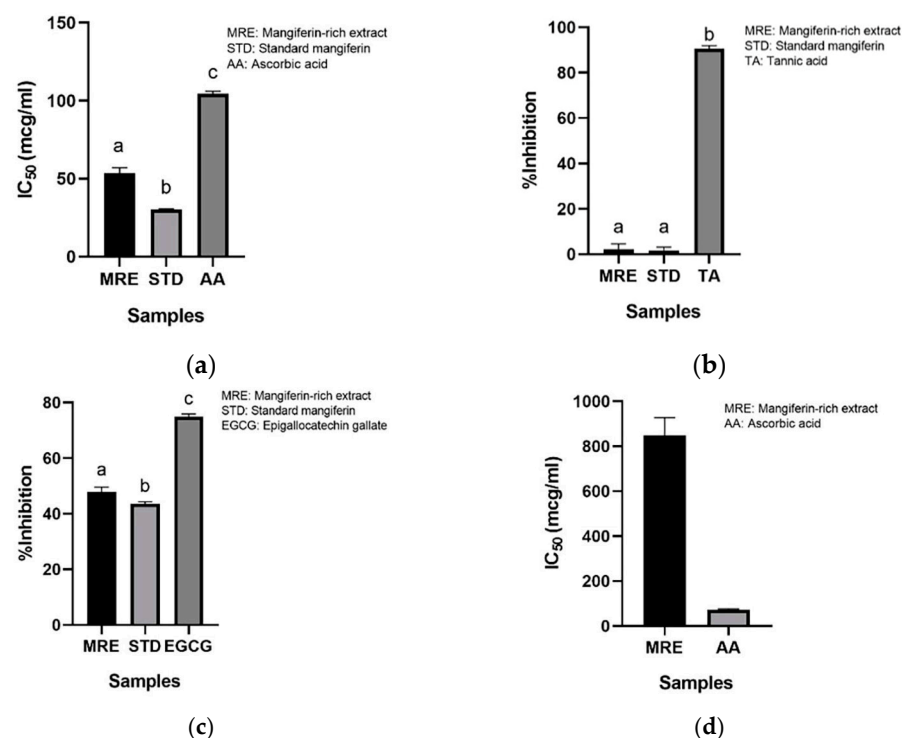 MRE: Mangiferin-rich extract
STD: Standard mangiferin
AA: Ascorbic acid
IC50 (mcg/ml)
150
100
50
0
a
b
c
MRE STD AA
Samples
(a)
MRE: Mangiferin-rich extract
STD: Standard mangiferin
TA: Tannic acid
%Inhibition
100
80
60
40
20
0
a
a
b
MRE STD TA
Samples
(b)
MRE: Mangiferin-rich extract
STD: Standard mangiferin
EGCG: Epigallocatechin gallate
%Inhibition
80
60
40
20
0
a
b
c
MRE STD EGCG
Samples
(c)
MRE: Mangiferin-rich extract
AA: Ascorbic acid
IC50 (mcg/ml)
1000
800
600
400
200
0
MRE AA
Samples
(d)